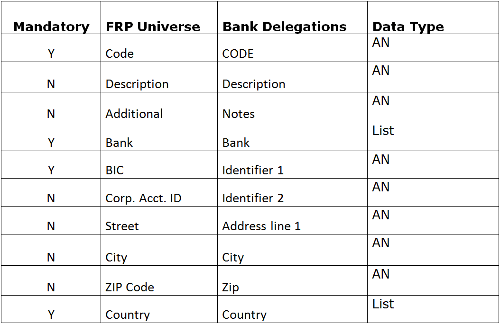 Mandatory FRP Universe Bank Delegations Data Type
Y Code CODE AN
N Description Description AN
N Additional Notes AN
Y Bank Bank List
Y BIC Identifier 1 AN
N Corp. Acct. ID Identifier 2 AN
N Street Address line 1 AN
N City City AN
N ZIP Code Zip AN
Y Country Country List